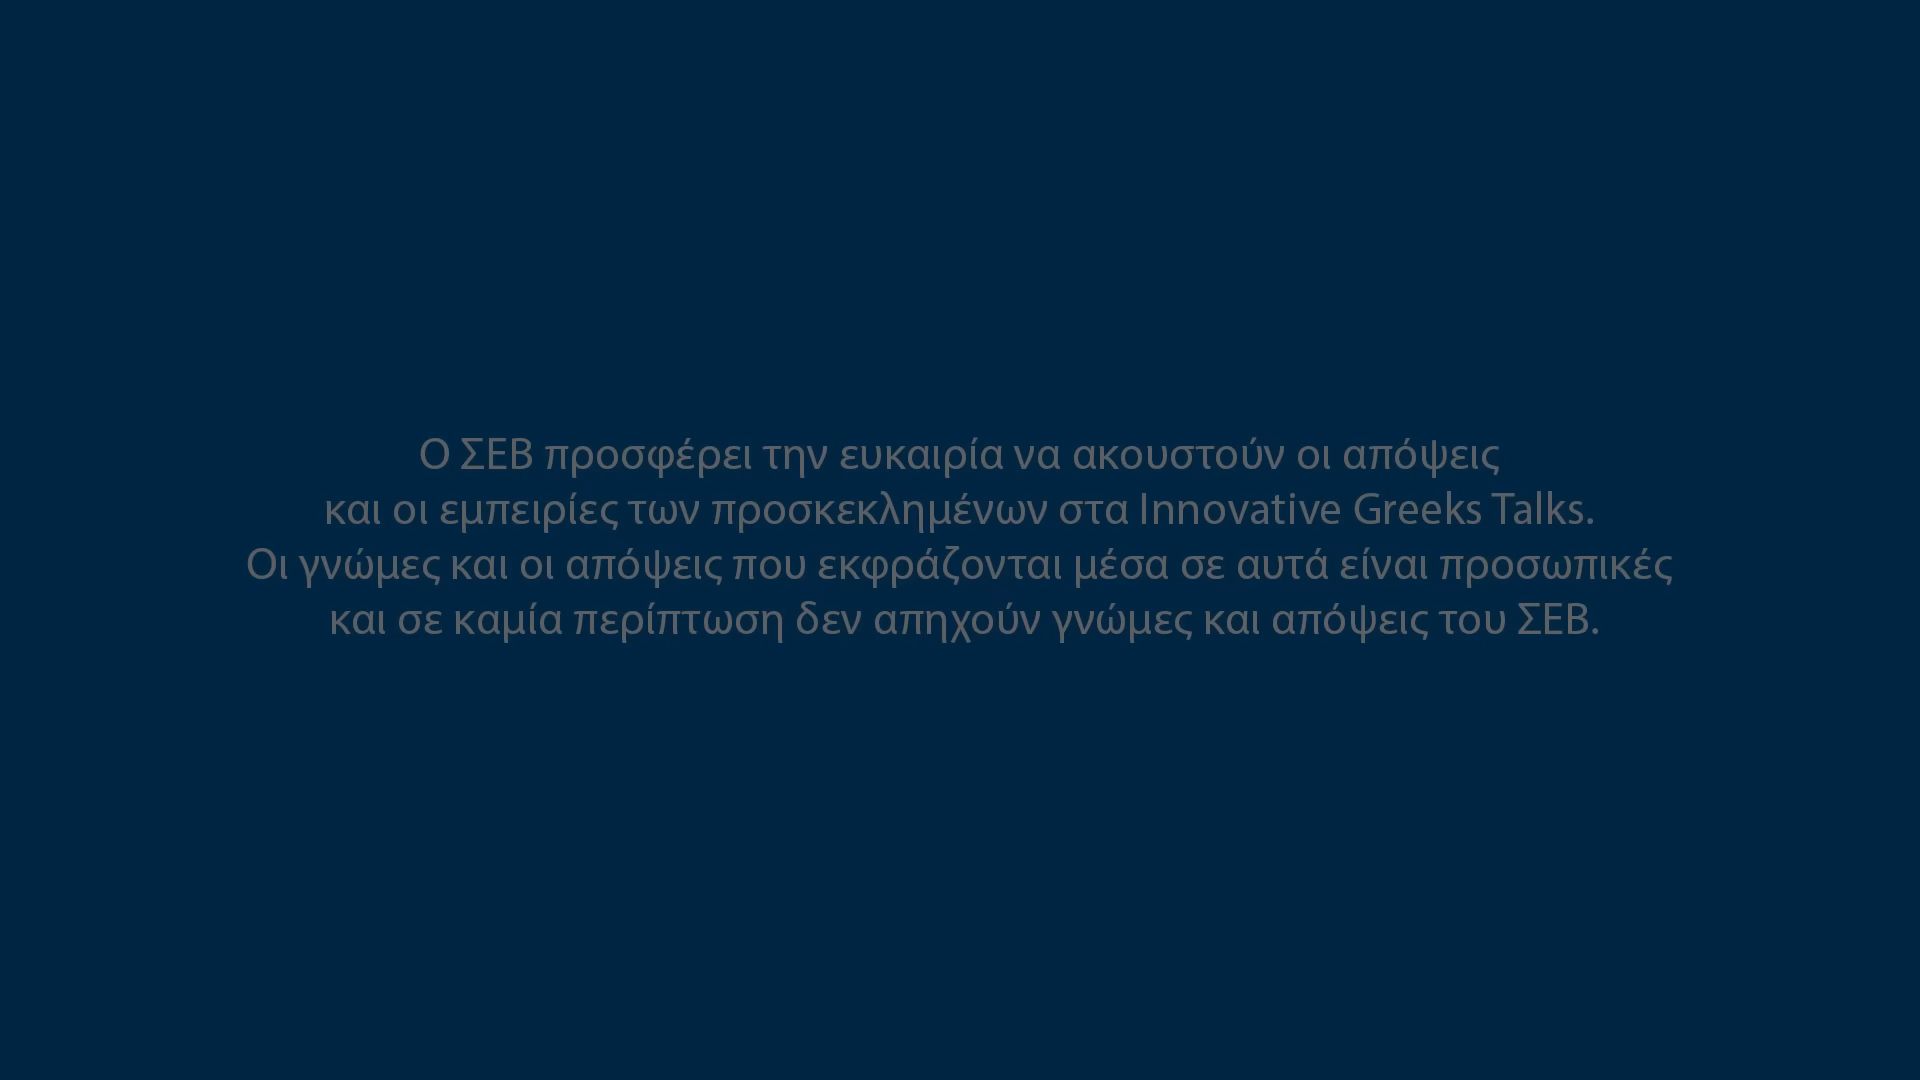 Ο ΣΕΒ προσφέρει την ευκαιρία να ακουστούν οι απόψεις
και οι εμπειρίες των προσκεκλημένων στα Innovative Greeks Talks.
Οι γνώμες και οι απόψεις που εκφράζονται μέσα σε αυτά είναι προσωπικές
και σε καμία περίπτωση δεν απηχούν γνώμες και απόψεις του ΣΕΒ.